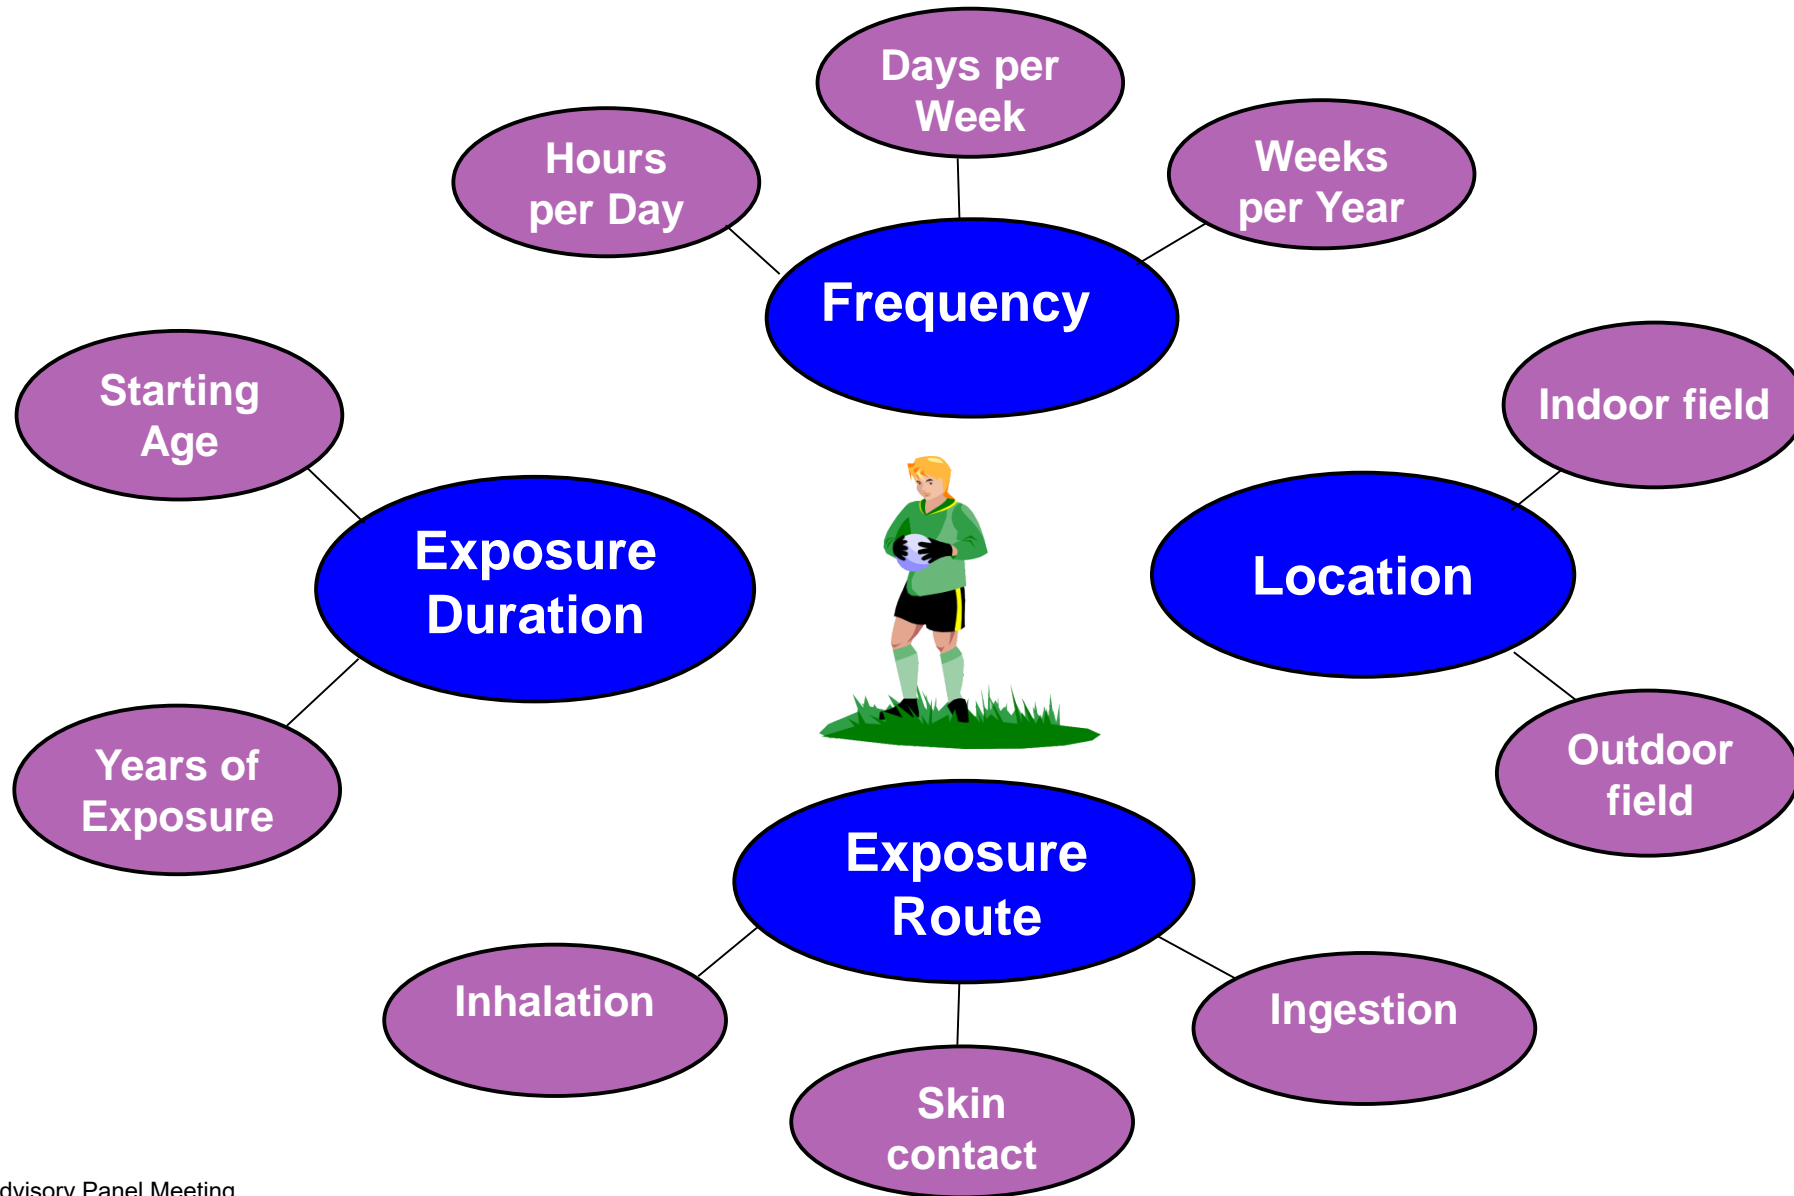 Days per
Week
Hours
per Day
Weeks
per Year
Frequency
Starting
Age
Indoor field
Exposure
Duration
Location
Years of
Exposure
Outdoor
field
Exposure
Route
Inhalation
Ingestion
Skin
contact
Panel Meeting